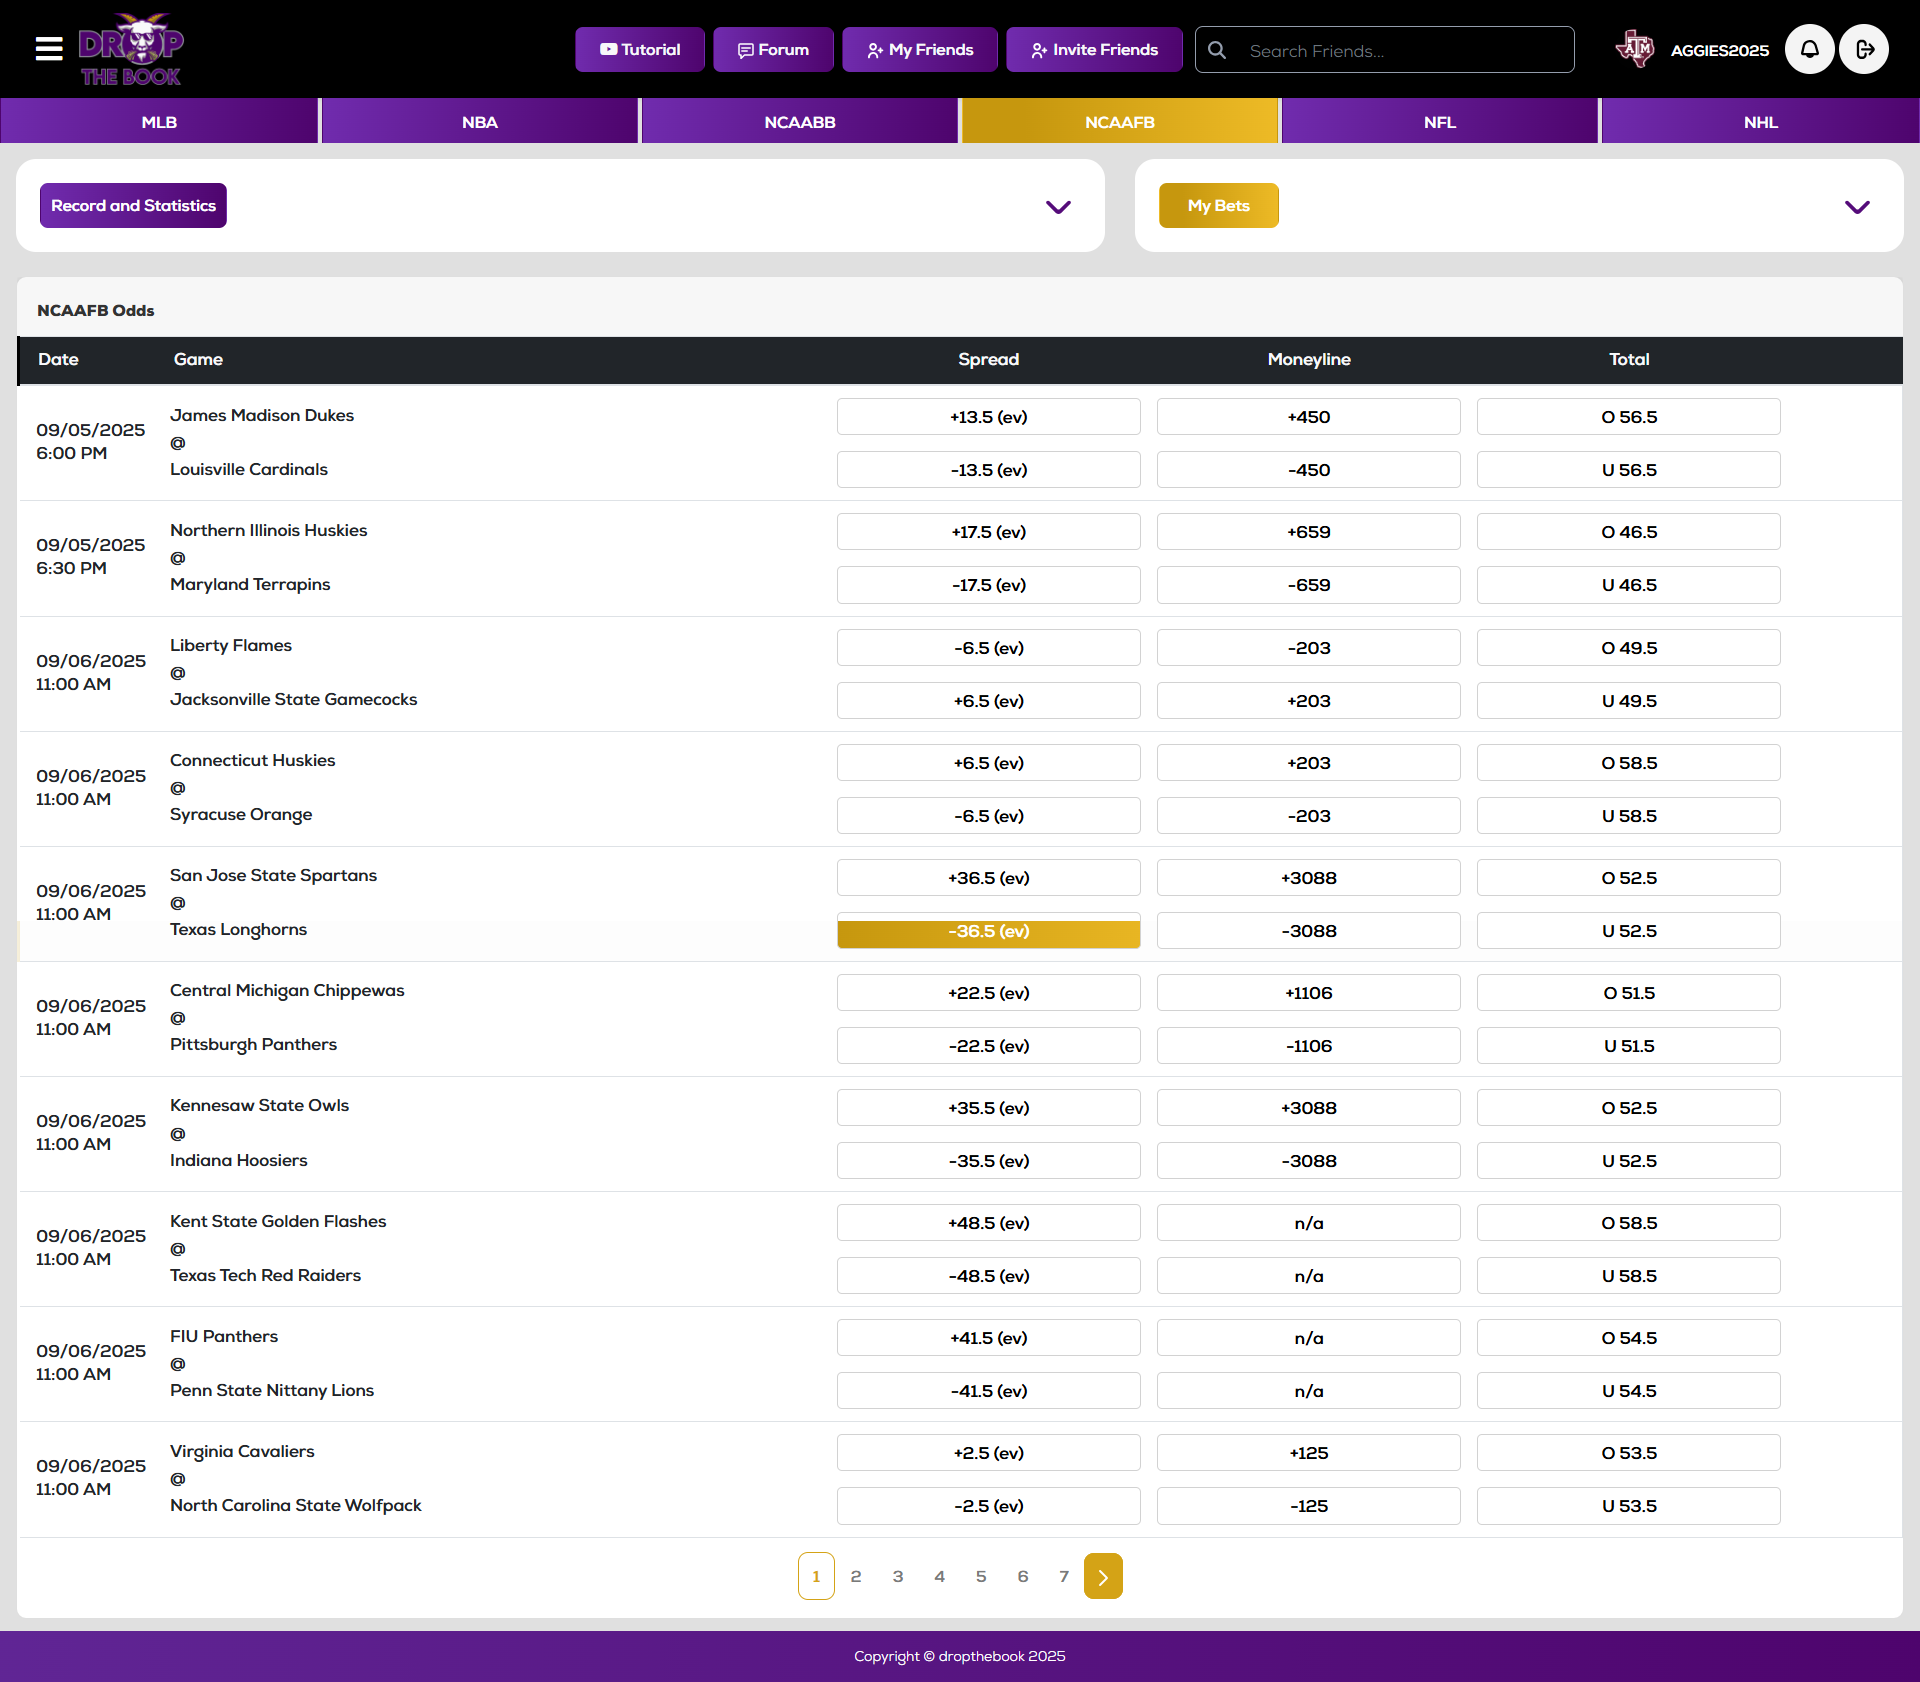 DROP
THE BOOK
Tutorial
Forum
My Friends
Invite Friends
Search Friends...
ATM
AGGIES2025
MLB
NBA
NCAABB
NCAAFB
NFL
NHL
Record and Statistics
My Bets
NCAAFB Odds
Date Game Spread Moneyline Total
09/05/2025
6:00 PM
James Madison Dukes
@
Louisville Cardinals
+13.5 (ev) +450 O 56.5
-13.5 (ev) -450 U 56.5
09/05/2025
6:30 PM
Northern Illinois Huskies
@
Maryland Terrapins
+17.5 (ev) +659 O 46.5
-17.5 (ev) -659 U 46.5
09/06/2025
11:00 AM
Liberty Flames
@
Jacksonville State Gamecocks
-6.5 (ev) -203 O 49.5
+6.5 (ev) +203 U 49.5
09/06/2025
11:00 AM
Connecticut Huskies
@
Syracuse Orange
+6.5 (ev) +203 O 58.5
-6.5 (ev) -203 U 58.5
09/06/2025
11:00 AM
San Jose State Spartans
@
Texas Longhorns
+36.5 (ev) +3088 O 52.5
-36.5 (ev) -3088 U 52.5
09/06/2025
11:00 AM
Central Michigan Chippewas
@
Pittsburgh Panthers
+22.5 (ev) +1106 O 51.5
-22.5 (ev) -1106 U 51.5
09/06/2025
11:00 AM
Kennesaw State Owls
@
Indiana Hoosiers
+35.5 (ev) +3088 O 52.5
-35.5 (ev) -3088 U 52.5
09/06/2025
11:00 AM
Kent State Golden Flashes
@
Texas Tech Red Raiders
+48.5 (ev) n/a O 58.5
-48.5 (ev) n/a U 58.5
09/06/2025
11:00 AM
FIU Panthers
@
Penn State Nittany Lions
+41.5 (ev) n/a O 54.5
-41.5 (ev) n/a U 54.5
09/06/2025
11:00 AM
Virginia Cavaliers
@
North Carolina State Wolfpack
+2.5 (ev) +125 O 53.5
-2.5 (ev) -125 U 53.5
1 2 3 4 5 6 7
Copyright © dropthebook 2025